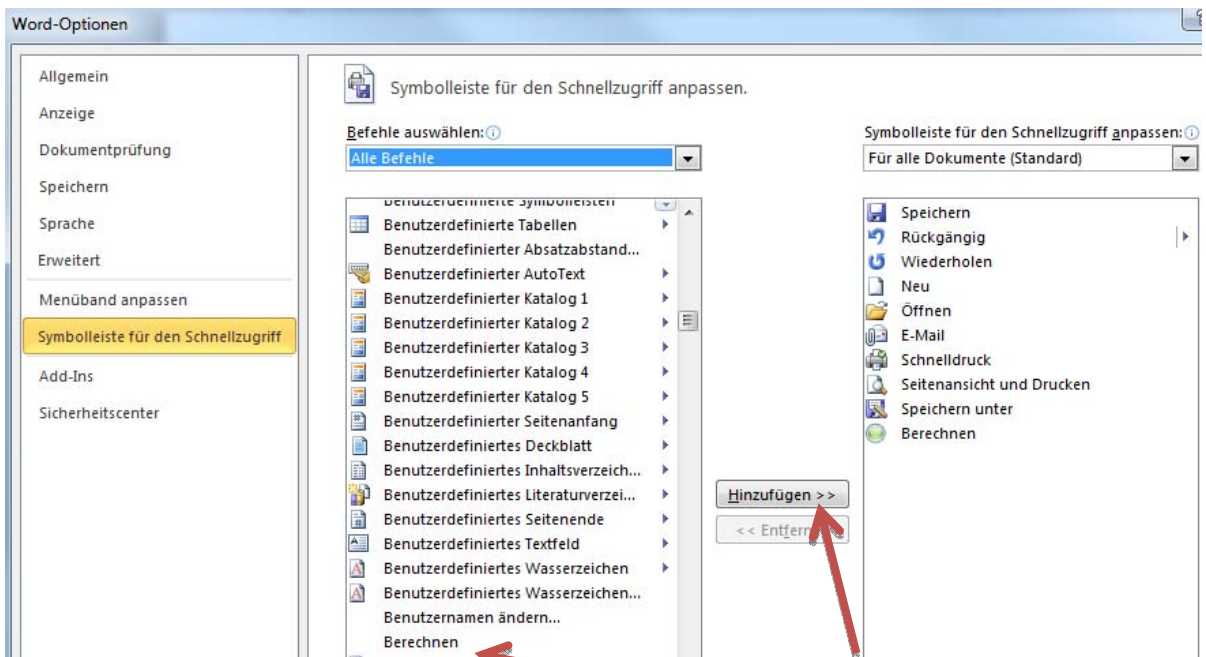 Word-Optionen
Allgemein
Anzeige
Dokumentprüfung
Speichern
Sprache
Erweitert
Menüband anpassen
Symbolleiste für den Schnellzugriff
Add-Ins
Sicherheitscenter
Symbolleiste für den Schnellzugriff anpassen.
Befehle auswählen:
Alle Befehle
Benutzerdefinierte Symbolleisten
Benutzerdefinierte Tabellen
Benutzerdefinierter Absatzabstand...
Benutzerdefinierter AutoText
Benutzerdefinierter Katalog 1
Benutzerdefinierter Katalog 2
Benutzerdefinierter Katalog 3
Benutzerdefinierter Katalog 4
Benutzerdefinierter Katalog 5
Benutzerdefinierter Seitenanfang
Benutzerdefiniertes Deckblatt
Benutzerdefiniertes Inhaltsverzeich...
Benutzerdefiniertes Literaturverzei...
Benutzerdefiniertes Seitenende
Benutzerdefiniertes Textfeld
Benutzerdefiniertes Wasserzeichen
Benutzerdefiniertes Wasserzeichen...
Benutzernamen ändern...
Berechnen
Hinzufügen >>
<< Entfern
Symbolleiste für den Schnellzugriff anpassen:
Für alle Dokumente (Standard)
Speichern
Rückgängig
Wiederholen
Neu
Öffnen
E-Mail
Schnelldruck
Seitenansicht und Drucken
Speichern unter
Berechnen